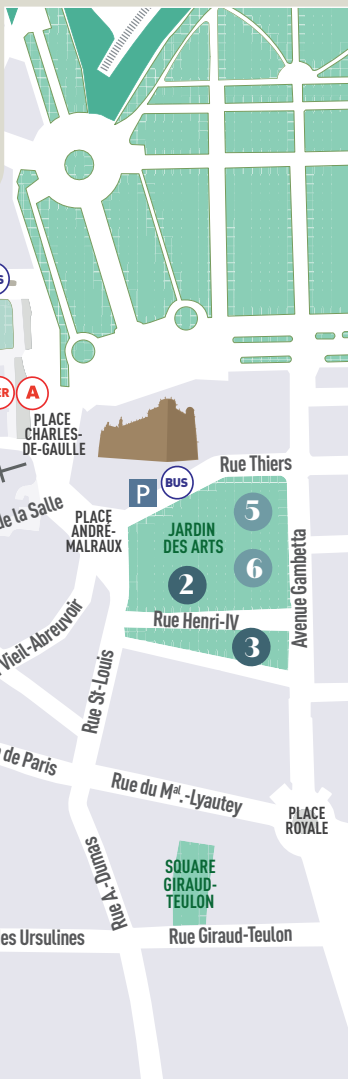 A
PLACE
CHARLES-
DE-GAULLE
BUS
P
Rue Thiers
de la Salle
PLACE
ANDRÉ-
MALRAUX
JARDIN
DES ARTS
5
6
2
Avenue Gambetta
Rue Henri-IV
3
Vieil-Abreuvoir
Rue St-Louis
de Paris
Rue du Mal.-Lyautey
PLACE
ROYALE
Rue A.-Dumas
SQUARE
GIRAUD-
TEULON
es Ursulines
Rue Giraud-Teulon